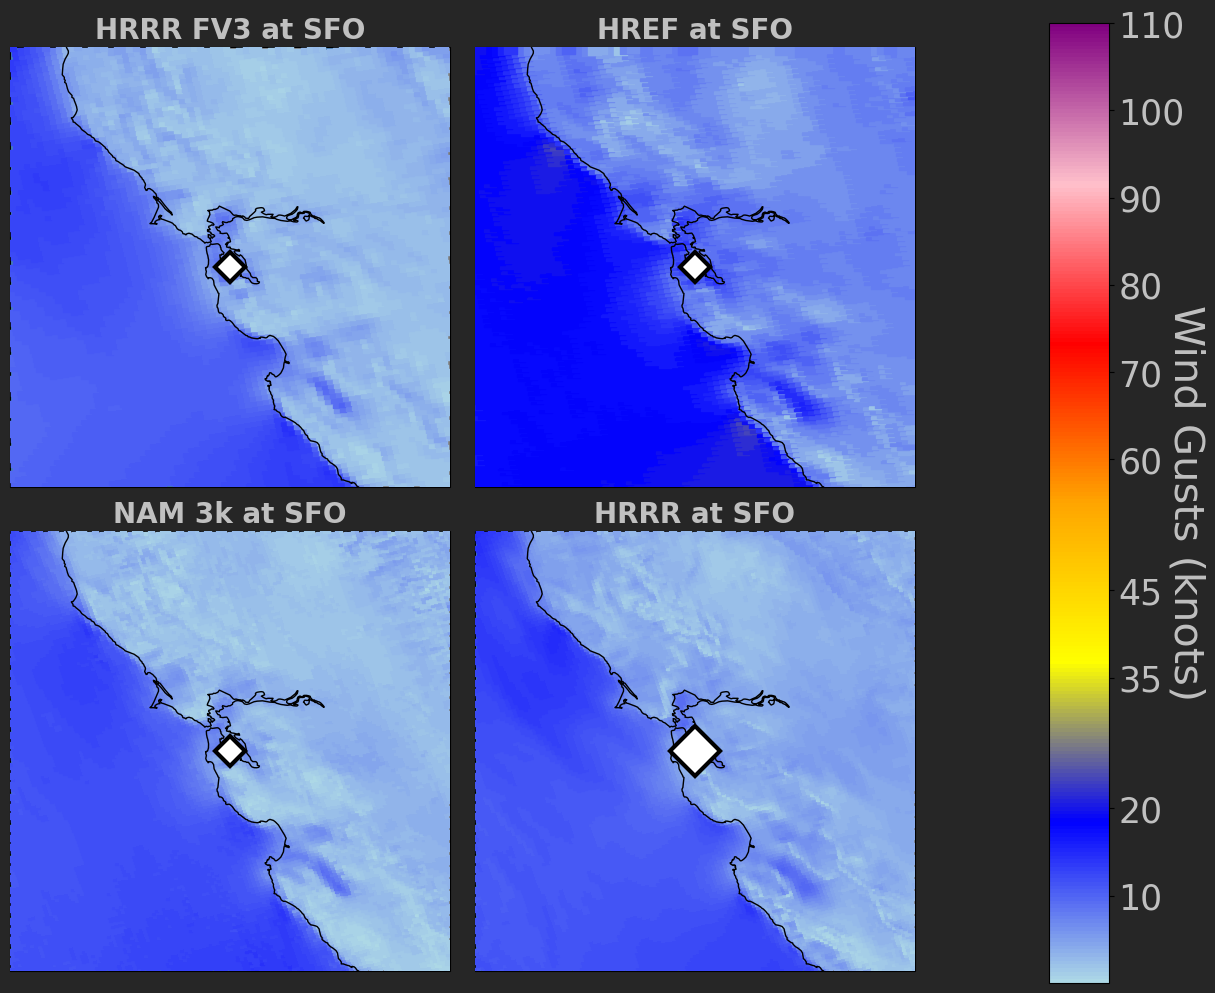 HRRR FV3 at SFO
HREF at SFO
NAM 3k at SFO
HRRR at SFO
110
100
90
80
70
60
45
35
20
10
Wind Gusts (knots)